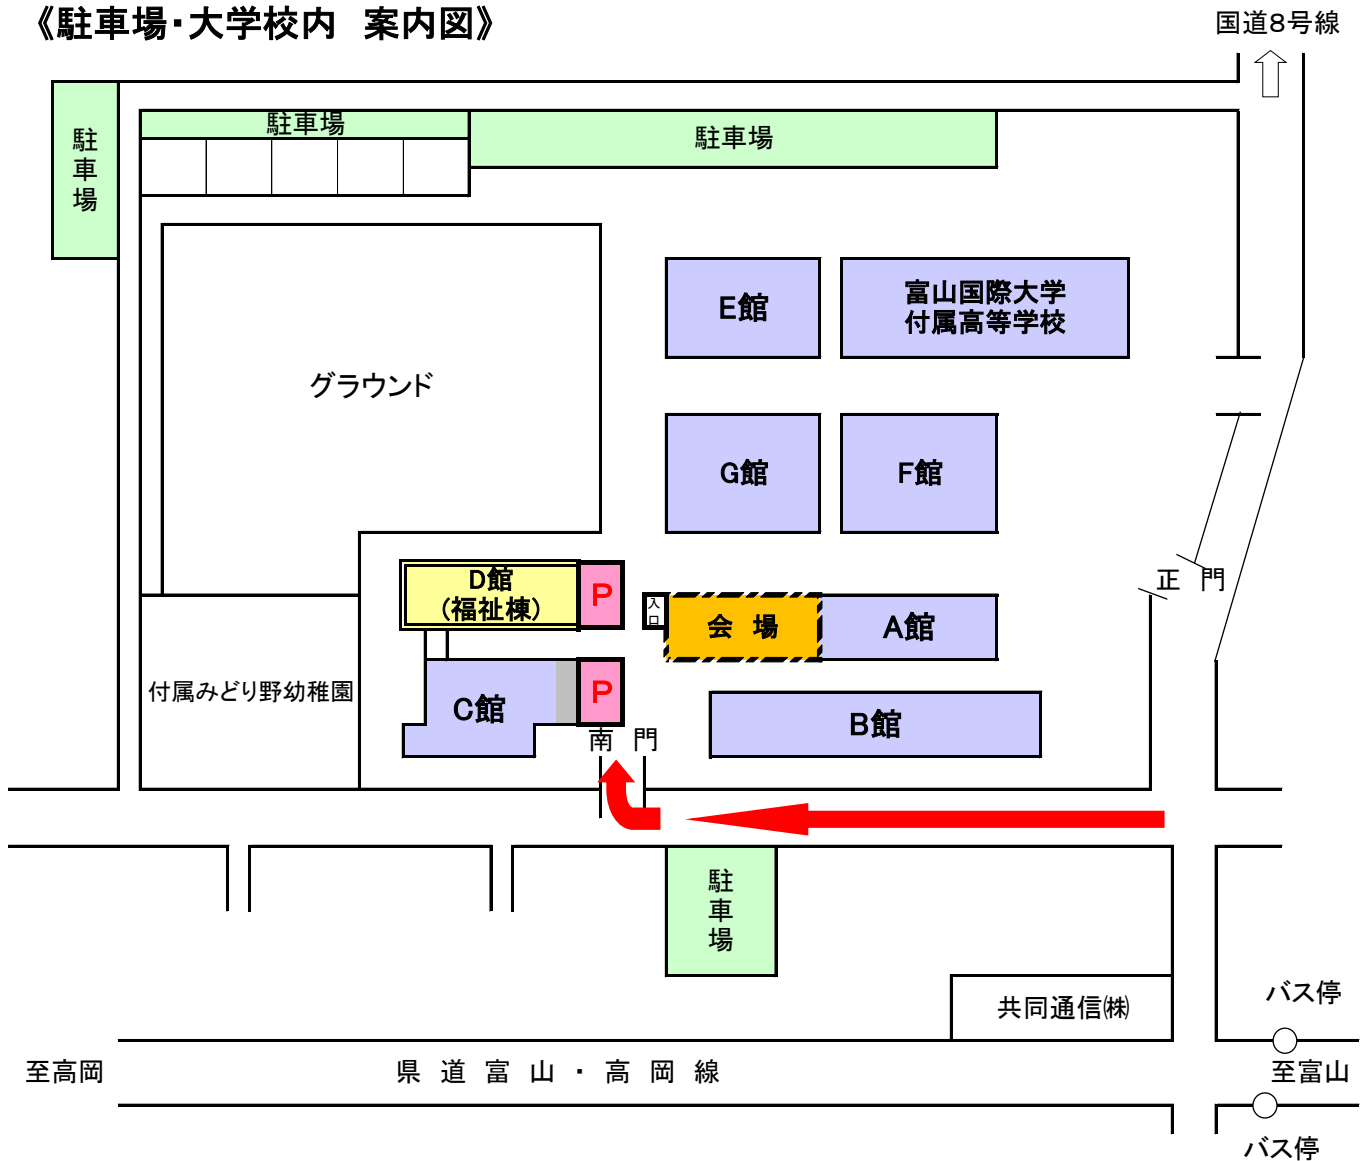 《駐車場・大学校内　案内図》
国道8号線
駐車場
駐車場
駐車場
E館
富山国際大学
付属高等学校
グラウンド
G館
F館
正　門
D館
(福祉棟)
P
入口
会　場
A館
付属みどり野幼稚園
C館
P
B館
南　門
駐車場
共同通信㈱
バス停
至高岡
県　道　富　山　・　高　岡　線
至富山
バス停